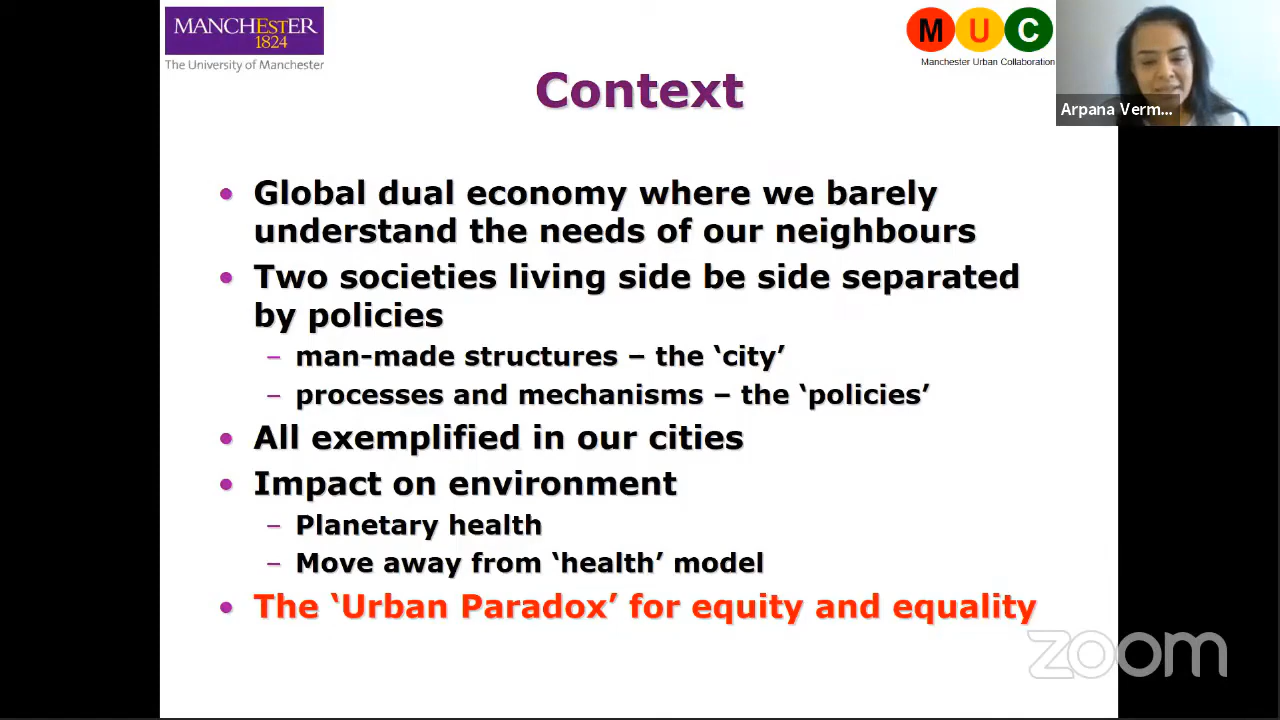 MANCHESTER
1824
The University of Manchester
M U C
Manchester Urban Collaboration
Arpana Verm...
Context
• Global dual economy where we barely
understand the needs of our neighbours
• Two societies living side be side separated
by policies
– man-made structures – the ‘city’
– processes and mechanisms – the ‘policies’
• All exemplified in our cities
• Impact on environment
– Planetary health
– Move away from ‘health’ model
• The ‘Urban Paradox’ for equity and equality
zoom